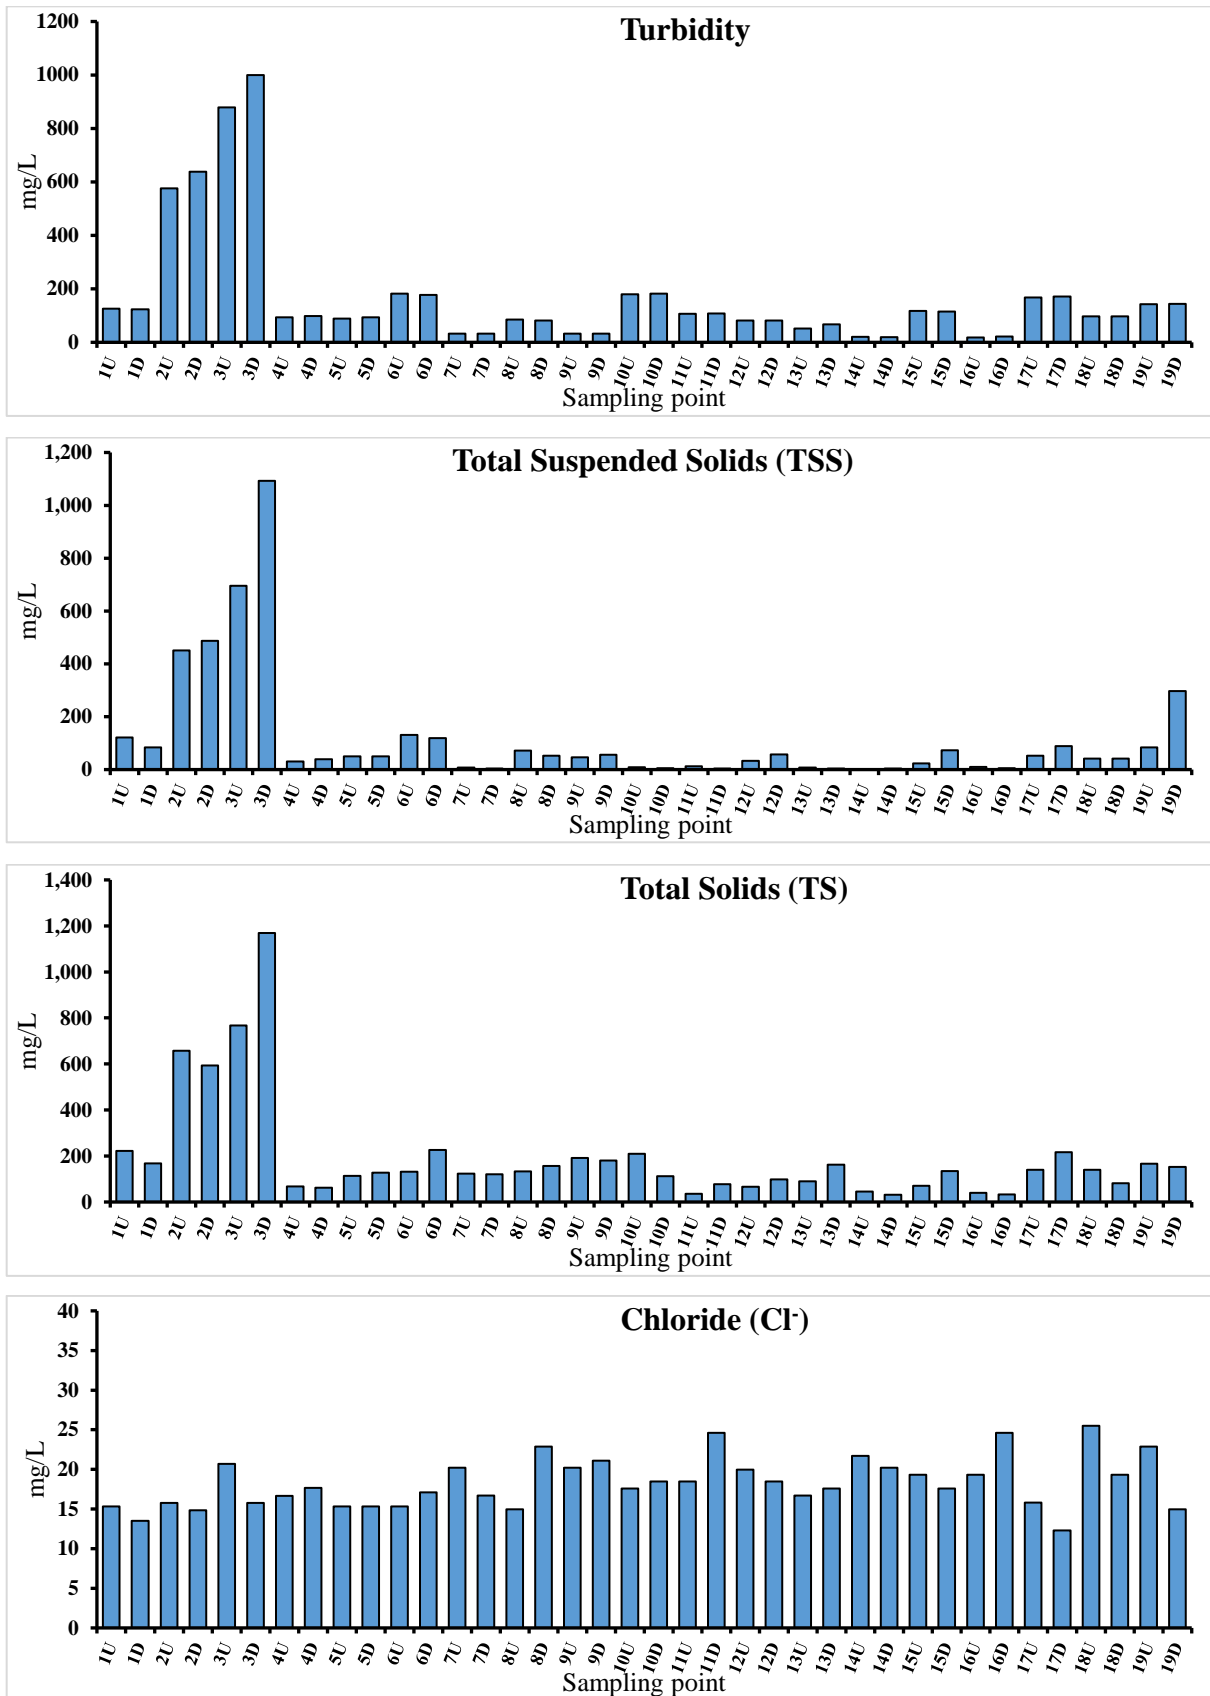 Turbidity
1200
1000
800
600
400
200
0
mg/L
1U 1D 2U 2D 3U 3D 4U 4D 5U 5D 6U 6D 7U 7D 8U 8D 9U 9D 10U 10D 11U 11D 12U 12D 13U 13D 14U 14D 15U 15D 16U 16D 17U 17D 18U 18D 19U 19D
Sampling point
Total Suspended Solids (TSS)
1,200
1,000
800
600
400
200
0
mg/L
1U 1D 2U 2D 3U 3D 4U 4D 5U 5D 6U 6D 7U 7D 8U 8D 9U 9D 10U 10D 11U 11D 12U 12D 13U 13D 14U 14D 15U 15D 16U 16D 17U 17D 18U 18D 19U 19D
Sampling point
Total Solids (TS)
1,400
1,200
1,000
800
600
400
200
0
mg/L
1U 1D 2U 2D 3U 3D 4U 4D 5U 5D 6U 6D 7U 7D 8U 8D 9U 9D 10U 10D 11U 11D 12U 12D 13U 13D 14U 14D 15U 15D 16U 16D 17U 17D 18U 18D 19U 19D
Sampling point
Chloride (Cl⁻)
40
35
30
25
20
15
10
5
0
mg/L
1U 1D 2U 2D 3U 3D 4U 4D 5U 5D 6U 6D 7U 7D 8U 8D 9U 9D 10U 10D 11U 11D 12U 12D 13U 13D 14U 14D 15U 15D 16U 16D 17U 17D 18U 18D 19U 19D
Sampling point